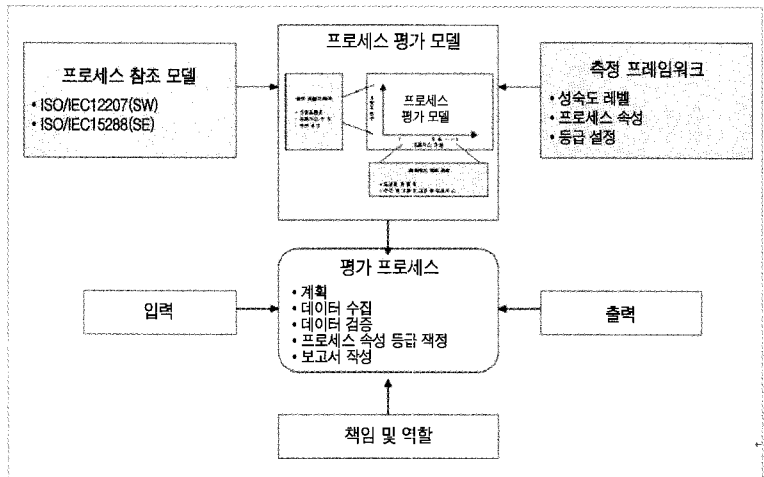 프로세스 평가 모델
프로세스 참조 모델
• ISO/IEC12207(SW)
• ISO/IEC15288(SE)
프로세스
평가 모델
측정 프레임워크
• 성숙도 레벨
• 프로세스 속성
• 등급 설정
평가 프로세스
• 계획
• 데이터 수집
• 데이터 검증
• 프로세스 속성 등급 책정
• 보고서 작성
입력
출력
책임 및 역할